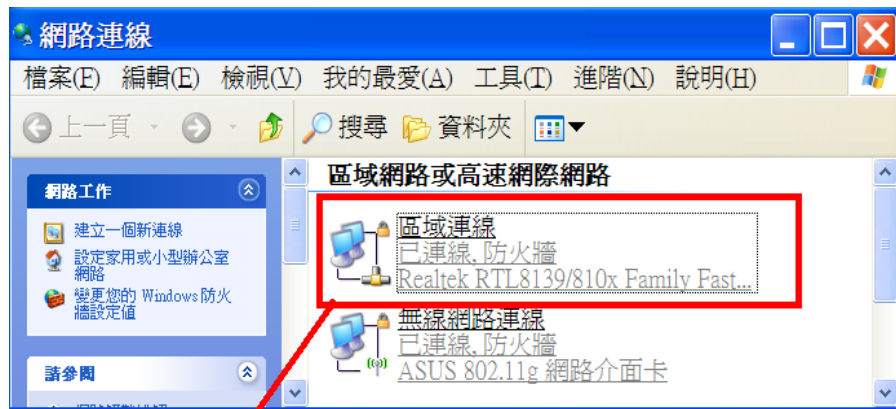 網路連線
檔案(F) 編輯(E) 檢視(V) 我的最愛(A) 工具(T) 進階(N) 說明(H)
上一頁 搜尋 資料夾
網路工作
建立一個新連線
設定家用或小型辦公室
網路
變更您的 Windows 防火
牆設定值
請參閱
區域網路或高速網際網路
區域連線
已連線, 防火牆
Realtek RTL8139/810x Family Fast...
無線網路連線
已連線, 防火牆
ASUS 802.11g 網路介面卡